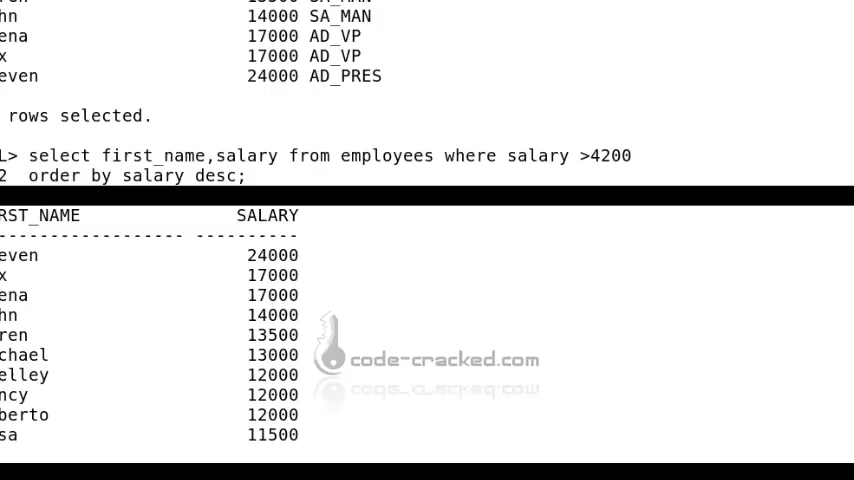 hn 14000 SA_MAN
ena 17000 AD_VP
x 17000 AD_VP
even 24000 AD_PRES
rows selected.
L> select first_name,salary from employees where salary >4200
2 order by salary desc;
RST_NAME SALARY
------------------ ----------
even 24000
x 17000
ena 17000
hn 14000
ren 13500
chael 13000
elley 12000
ncy 12000
berto 12000
sa 11500
code-cracked.com